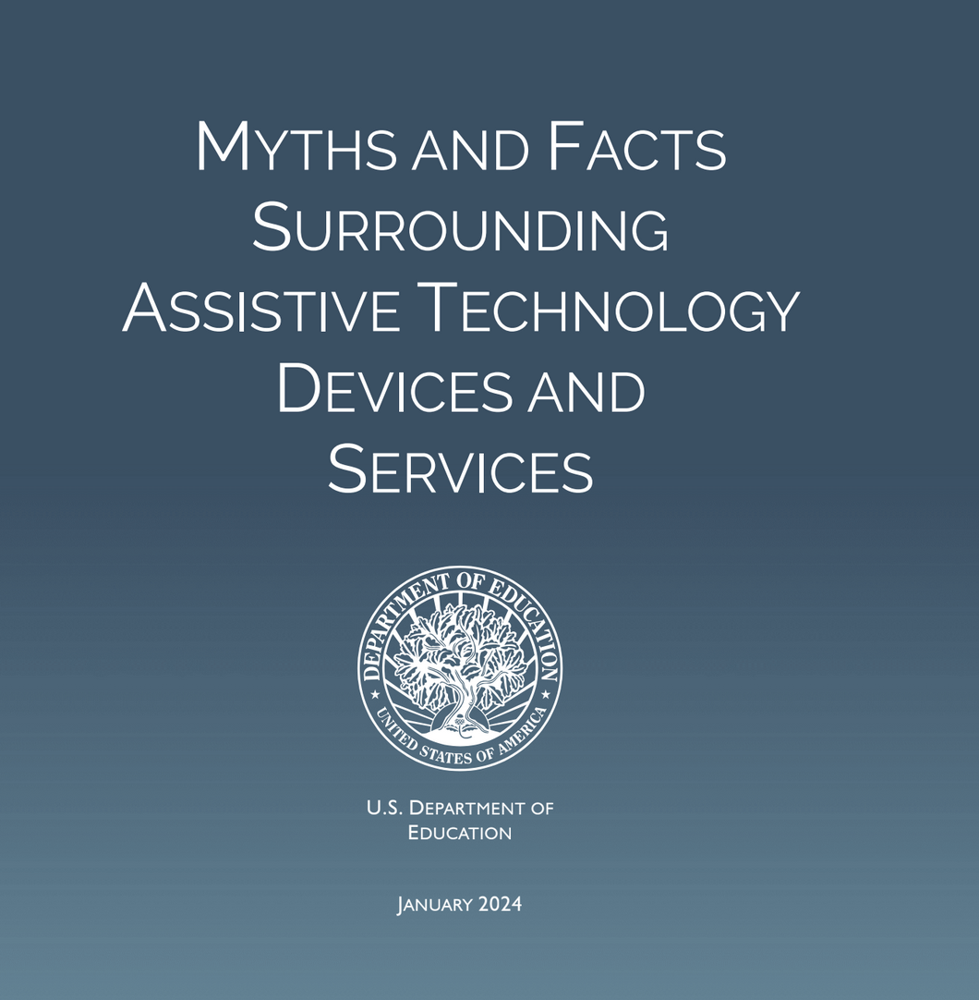 MYTHS AND FACTS
SURROUNDING
ASSISTIVE TECHNOLOGY
DEVICES AND
SERVICES
DEPARTMENT OF EDUCATION
UNITED STATES OF AMERICA
U.S. DEPARTMENT OF
EDUCATION
JANUARY 2024